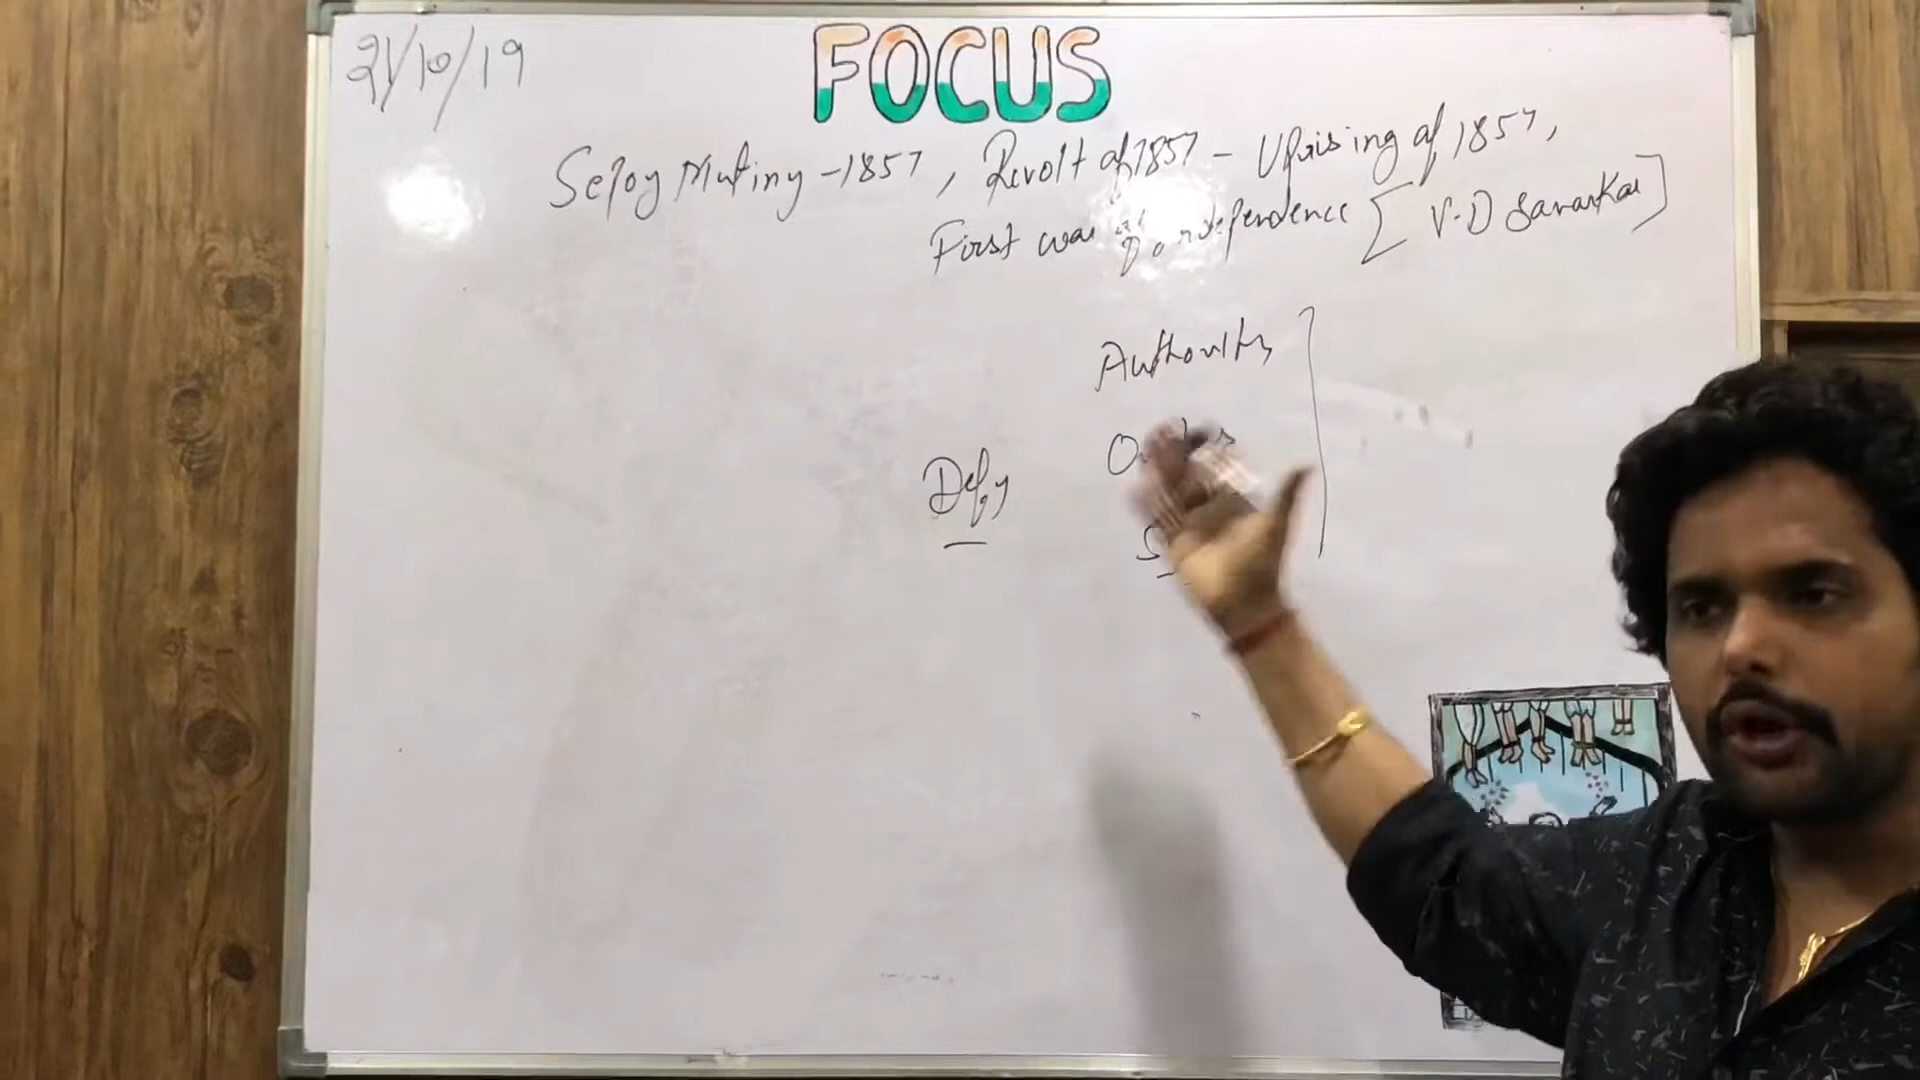 21/10/19
FOCUS
Sepoy Mutiny - 1857, Revolt of 1857 - Uprising of 1857,
First war of Independence [V.D Savarkar]
Authority
Defy